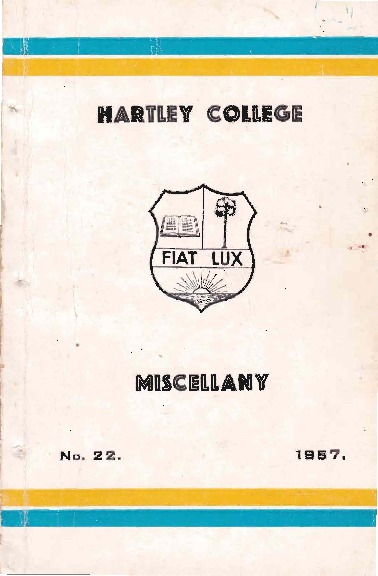 HARTLEY COLLEGE
FIAT LUX
MISCELLANY
No. 22. 1957.